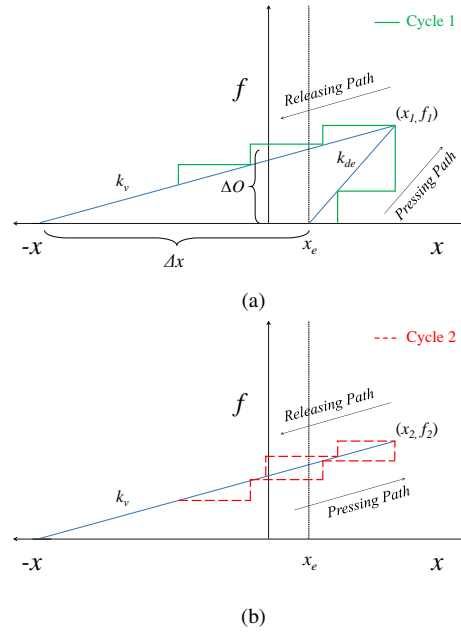 Cycle 1
f
Releasing Path
(x1, f1)
kde
kv
ΔO
Pressing Path
-x
xe
x
Δx
(a)
Cycle 2
f
Releasing Path
(x2, f2)
kv
Pressing Path
-x
xe
x
(b)